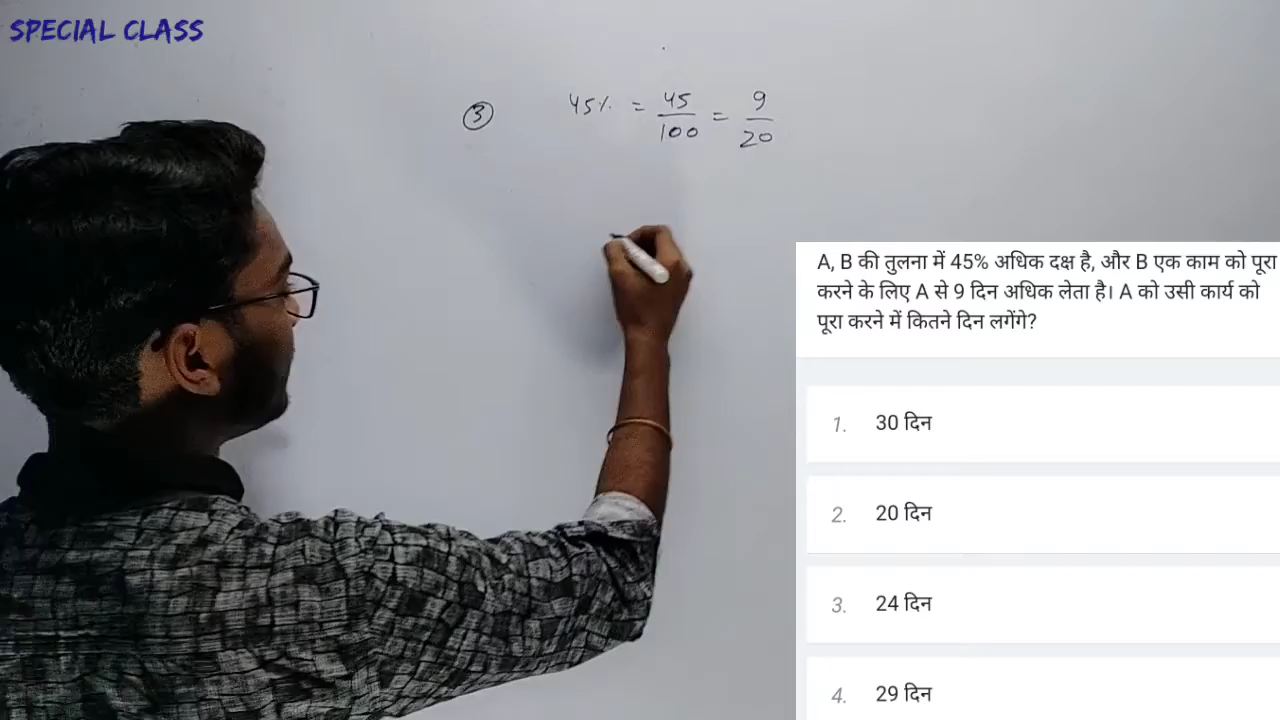 SPECIAL CLASS
3 45% = 45/100 = 9/20
A, B की तुलना में 45% अधिक दक्ष है, और B एक काम को पूरा
करने के लिए A से 9 दिन अधिक लेता है। A को उसी कार्य को
पूरा करने में कितने दिन लगेंगे?
1. 30 दिन
2. 20 दिन
3. 24 दिन
4. 29 दिन